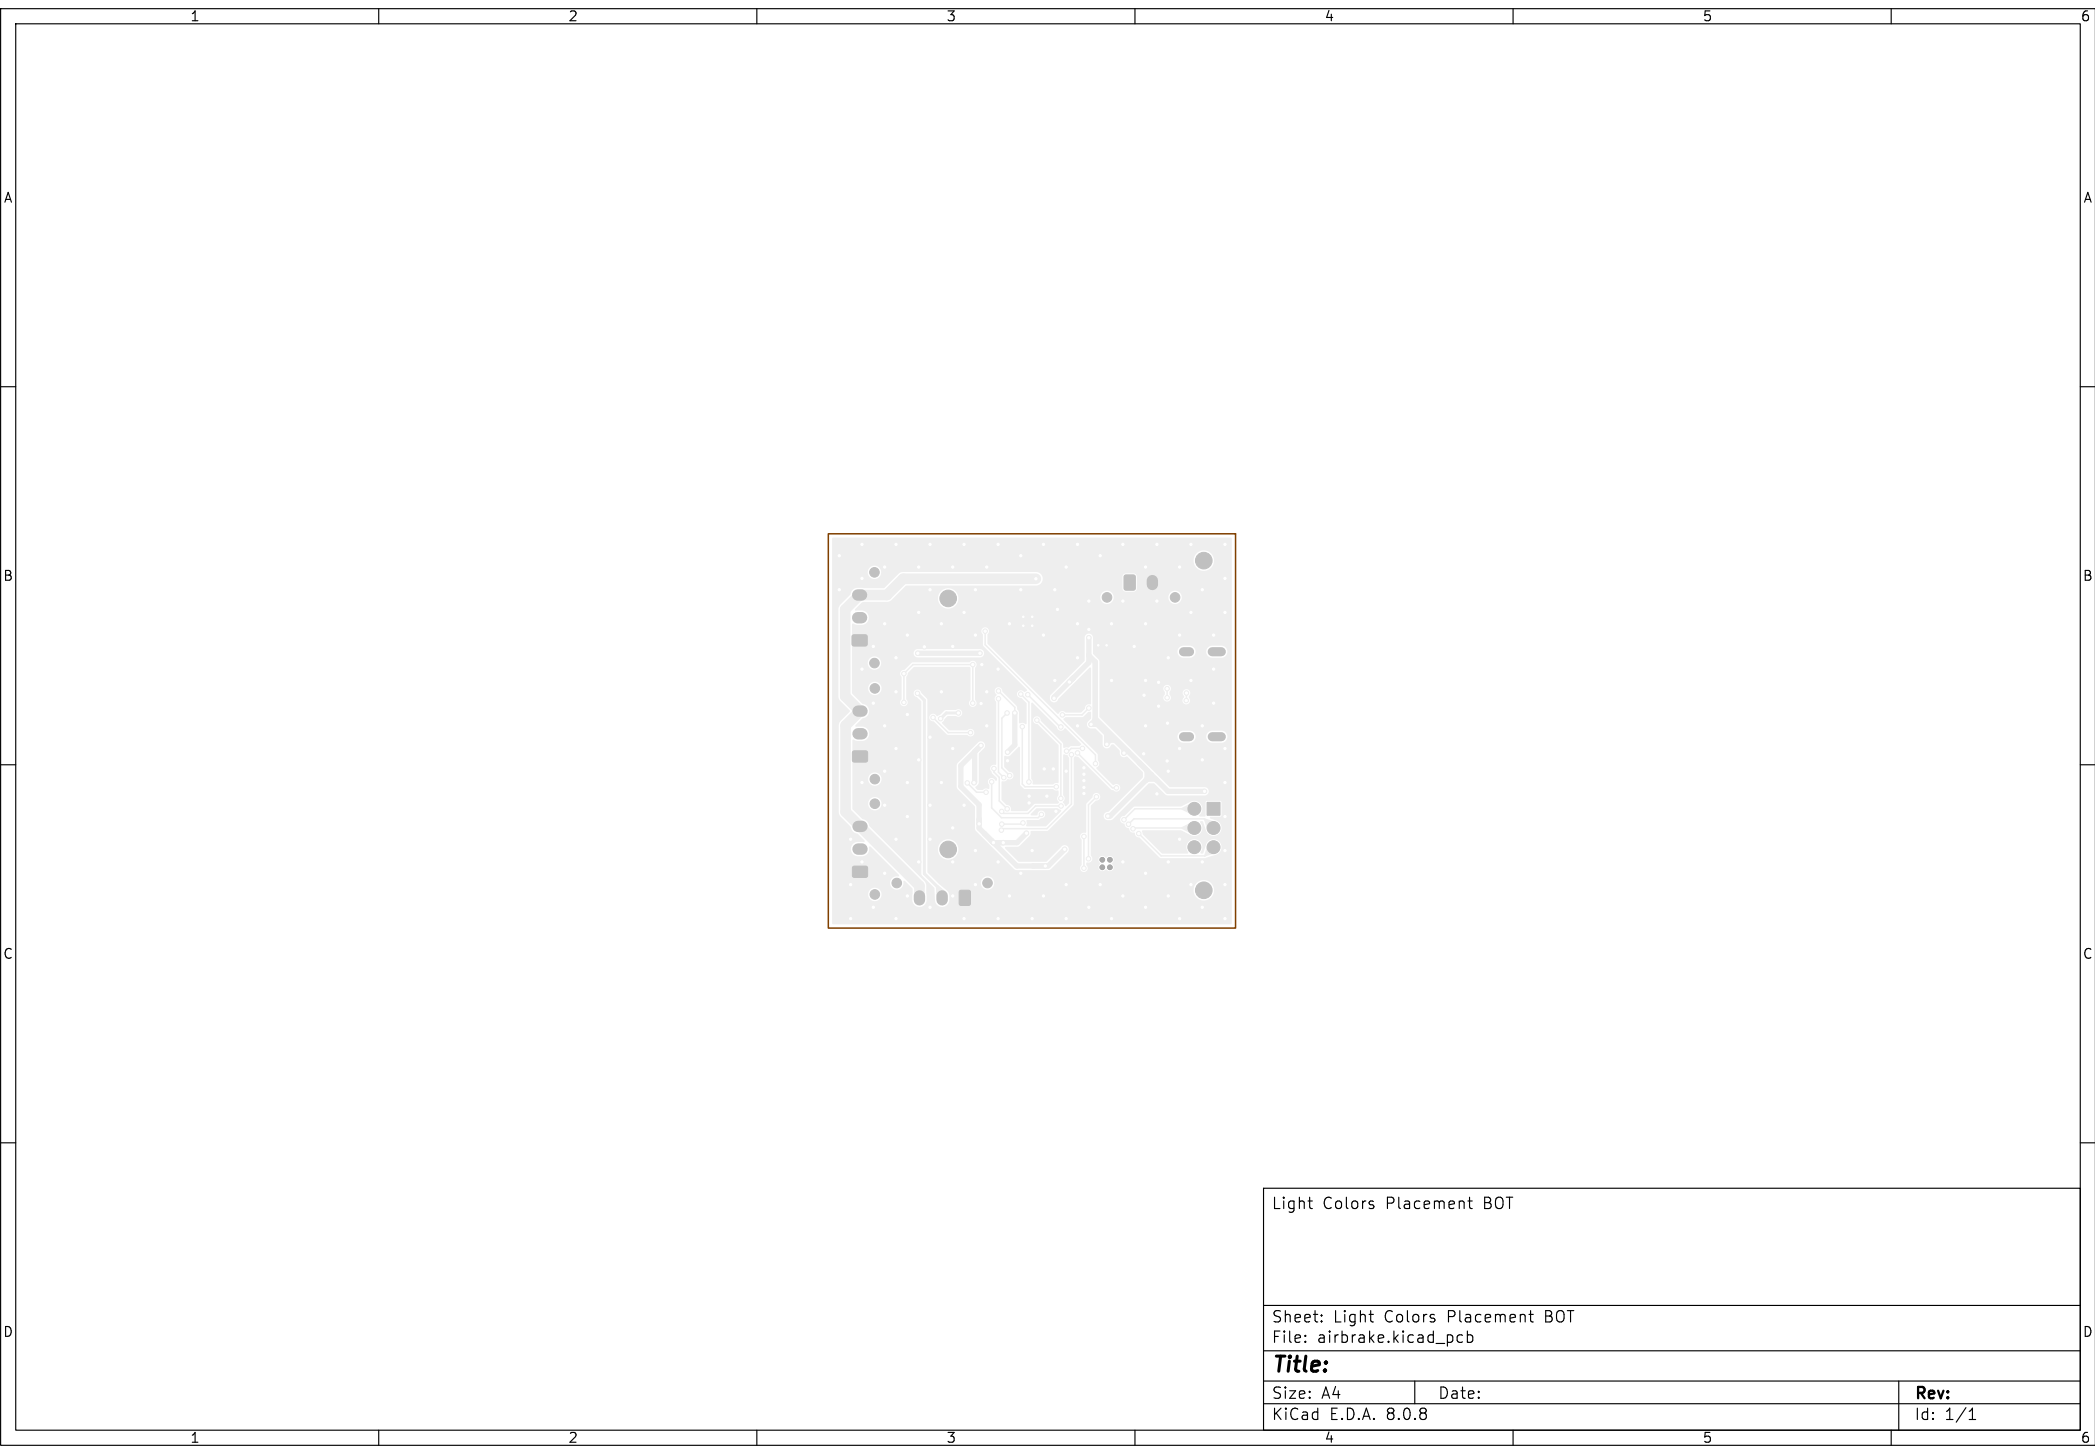 1 2 3 4 5 6
A A
B B
C C
D D
Light Colors Placement BOT
Sheet: Light Colors Placement BOT
File: airbrake.kicad_pcb
Title:
Size: A4 Date: Rev:
KiCad E.D.A. 8.0.8 Id: 1/1
1 2 3 4 5 6